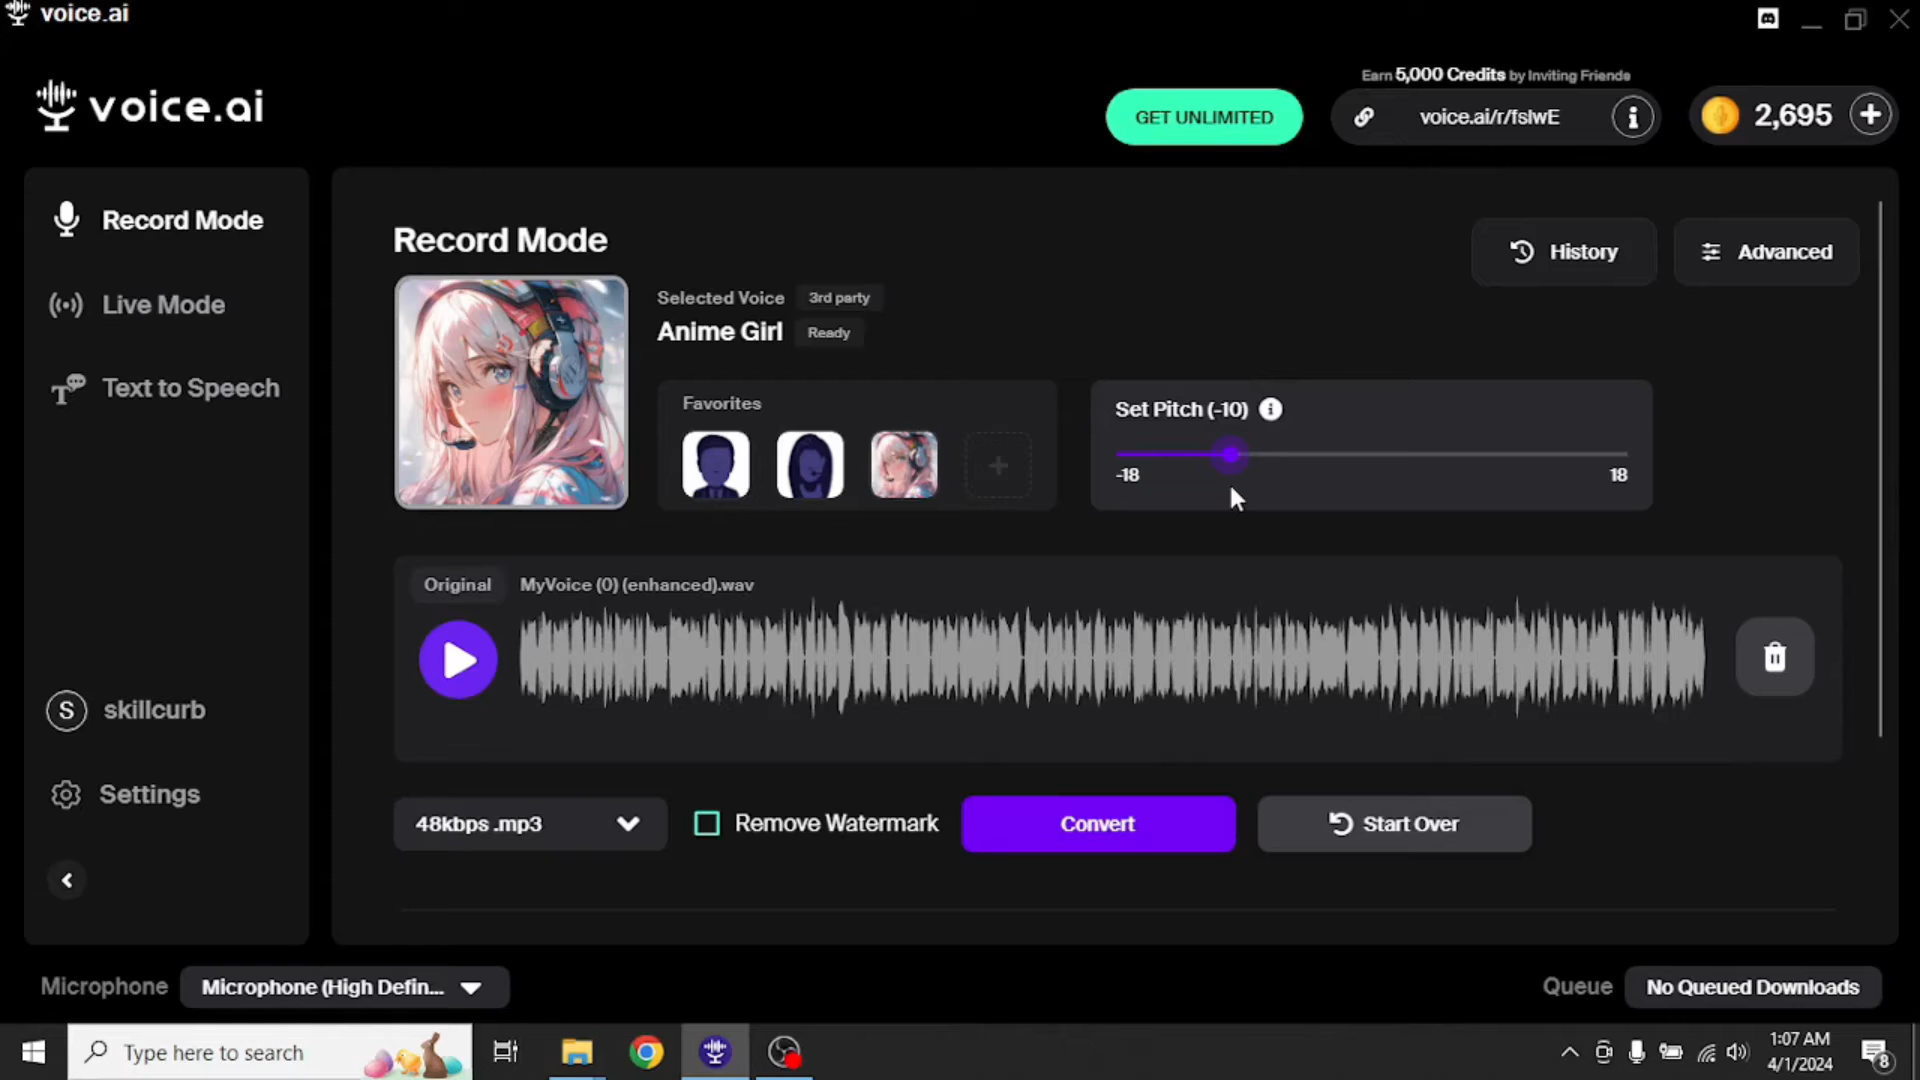 voice.ai
voice.ai
GET UNLIMITED
Earn 5,000 Credits by Inviting Friends
voice.ai/r/fslwE
2,695
Record Mode
Live Mode
Text to Speech
skillcurb
Settings
Record Mode
History
Advanced
Selected Voice 3rd party
Anime Girl Ready
Favorites
Set Pitch (-10)
-18 18
Original MyVoice (0) (enhanced).wav
48kbps .mp3
Remove Watermark
Convert
Start Over
Microphone Microphone (High Defin...
Queue No Queued Downloads
Type here to search
1:07 AM
4/1/2024
8